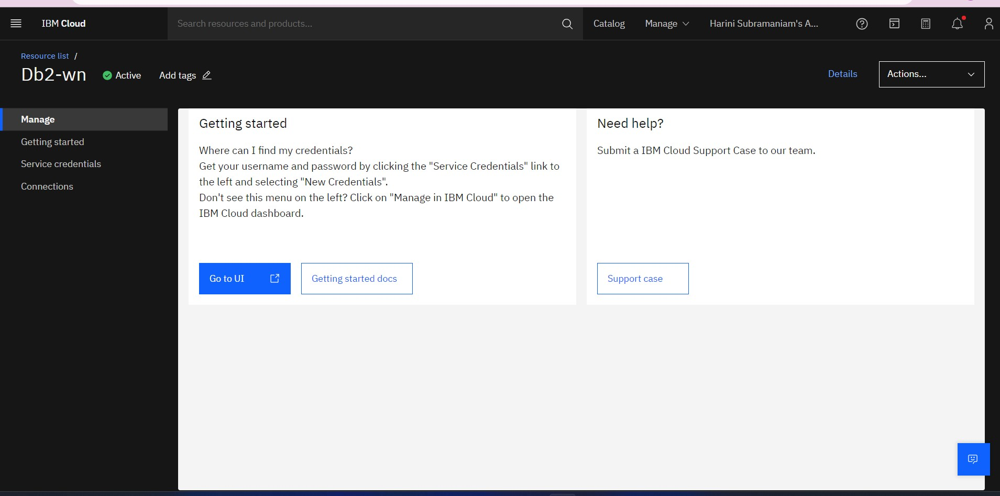 IBM Cloud
Search resources and products...
Catalog
Manage
Harini Subramaniam's A...
Resource list /
Db2-wn
Active
Add tags
Details
Actions...
Manage
Getting started
Service credentials
Connections
Getting started
Where can I find my credentials?
Get your username and password by clicking the "Service Credentials" link to
the left and selecting "New Credentials".
Don't see this menu on the left? Click on "Manage in IBM Cloud" to open the
IBM Cloud dashboard.
Go to UI
Getting started docs
Need help?
Submit a IBM Cloud Support Case to our team.
Support case